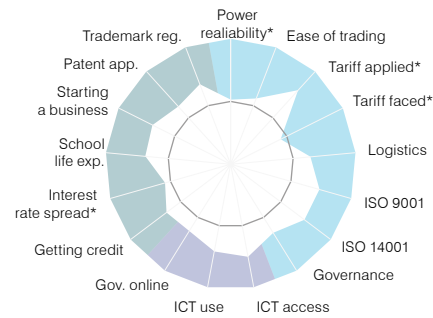 Power
realiability*
Ease of trading
Tariff applied*
Tariff faced*
Logistics
ISO 9001
ISO 14001
Governance
ICT access
ICT use
Gov. online
Getting credit
Interest
rate spread*
School
life exp.
Starting
a business
Patent app.
Trademark reg.